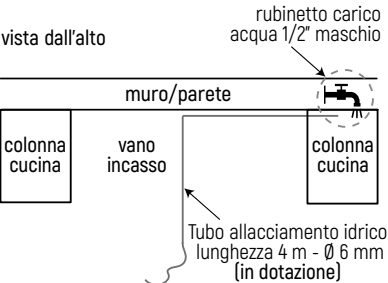 rubinetto carico
acqua 1/2" maschio
vista dall'alto
muro/parete
colonna
cucina
vano
incasso
colonna
cucina
Tubo allacciamento idrico
lunghezza 4 m - Ø 6 mm
(in dotazione)